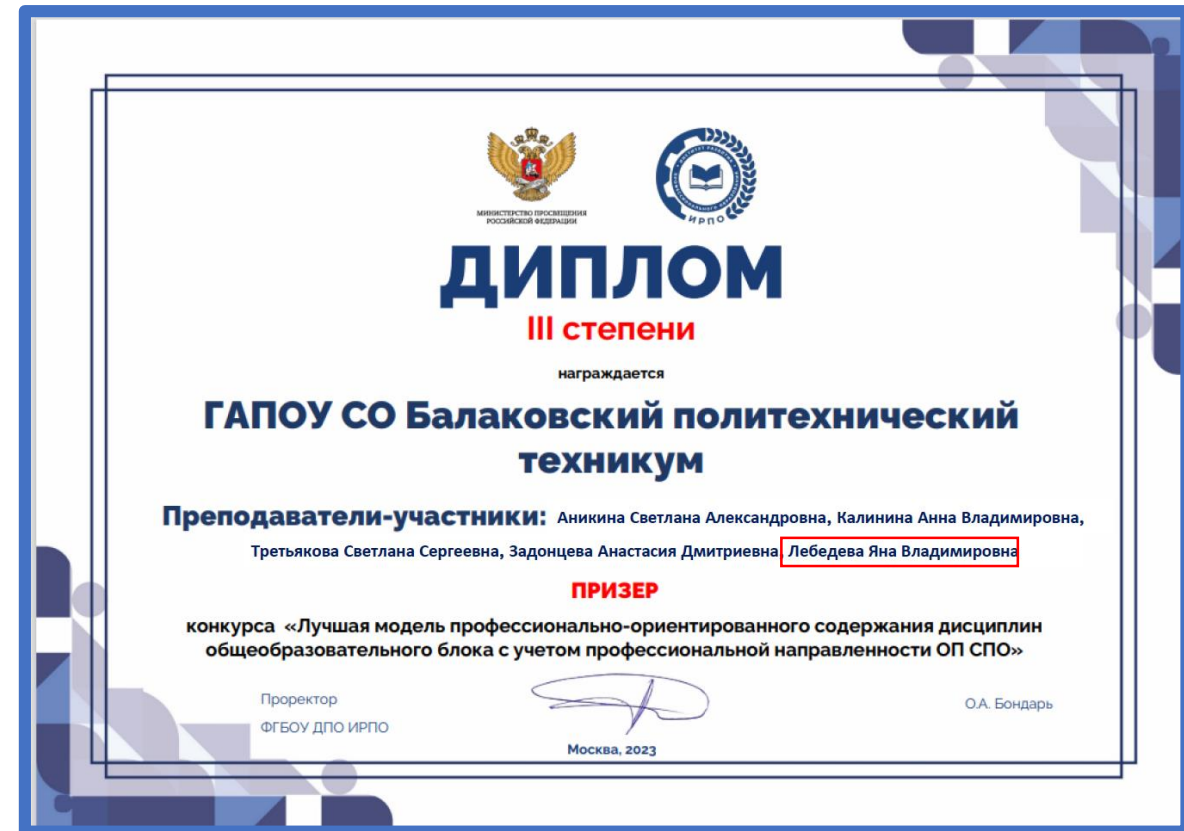 МИНИСТЕРСТВО ПРОСВЕЩЕНИЯ
РОССИЙСКОЙ ФЕДЕРАЦИИ
ИРПО
ДИПЛОМ
III степени
награждается
ГАПОУ СО Балаковский политехнический
техникум
Преподаватели-участники: Аникина Светлана Александровна, Калинина Анна Владимировна,
Третьякова Светлана Сергеевна, Задонцева Анастасия Дмитриевна, Лебедева Яна Владимировна
ПРИЗЕР
конкурса «Лучшая модель профессионально-ориентированного содержания дисциплин
общеобразовательного блока с учетом профессиональной направленности ОП СПО»
Проректор
ФГБОУ ДПО ИРПО
О.А. Бондарь
Москва, 2023